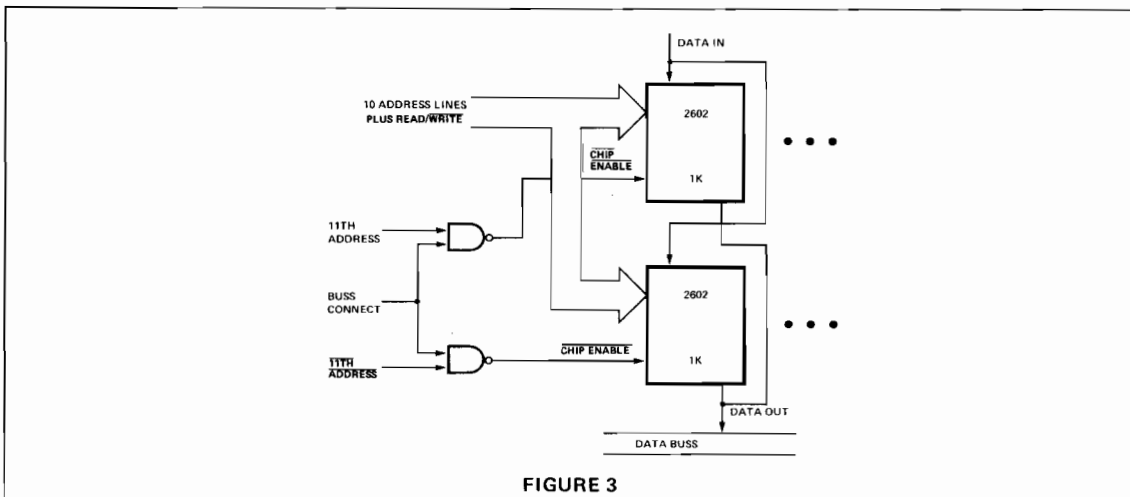 DATA IN
10 ADDRESS LINES
PLUS READ/WRITE
2602
CHIP
ENABLE
1K
11TH
ADDRESS
BUSS
CONNECT
2602
CHIP ENABLE
1K
11TH
ADDRESS
DATA OUT
DATA BUSS
FIGURE 3